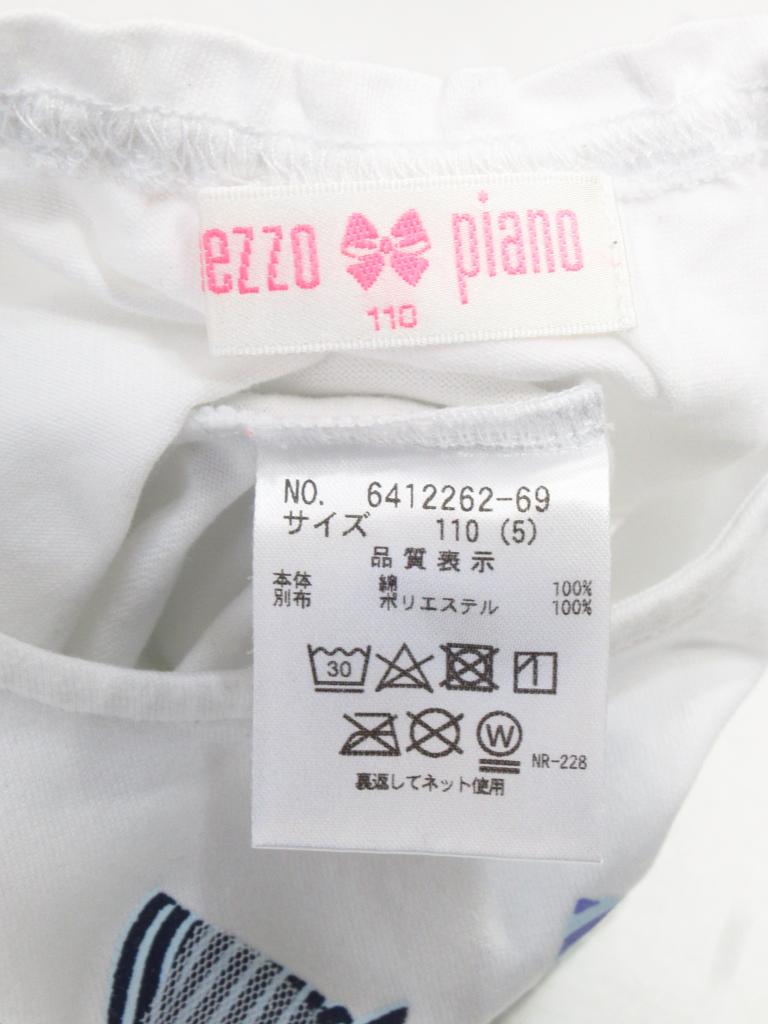 ezzo piano
110
NO. 6412262-69
サイズ 110 (5)
品質表示
本体 綿 100%
別布 ポリエステル 100%
30
1
W NR-228
裏返してネット使用